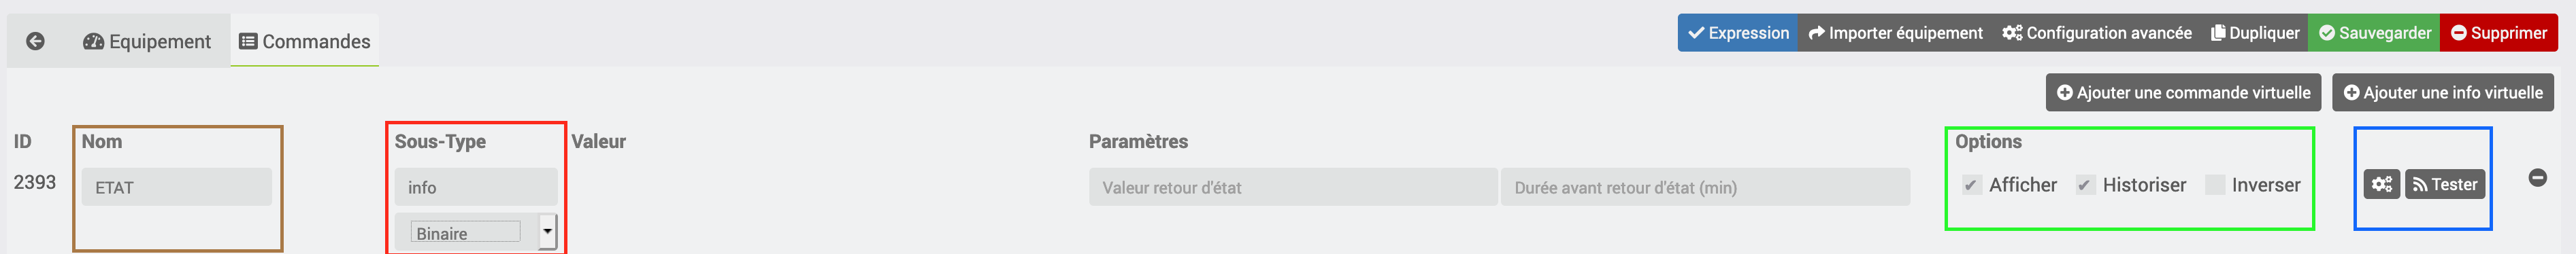 Equipement Commandes Expression Importer équipement Configuration avancée Dupliquer Sauvegarder Supprimer
Ajouter une commande virtuelle Ajouter une info virtuelle
ID Nom Sous-Type Valeur Paramètres Options
2393 ETAT info Valeur retour d'état Durée avant retour d'état (min) Afficher Historiser Inverser Tester
Binaire